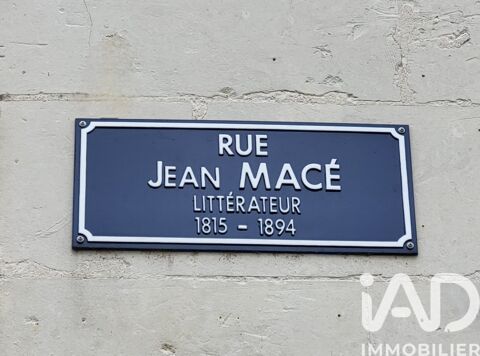 RUE
JEAN MACÉ
LITTÉRATEUR
1815 - 1894
iAD
IMMOBILIER